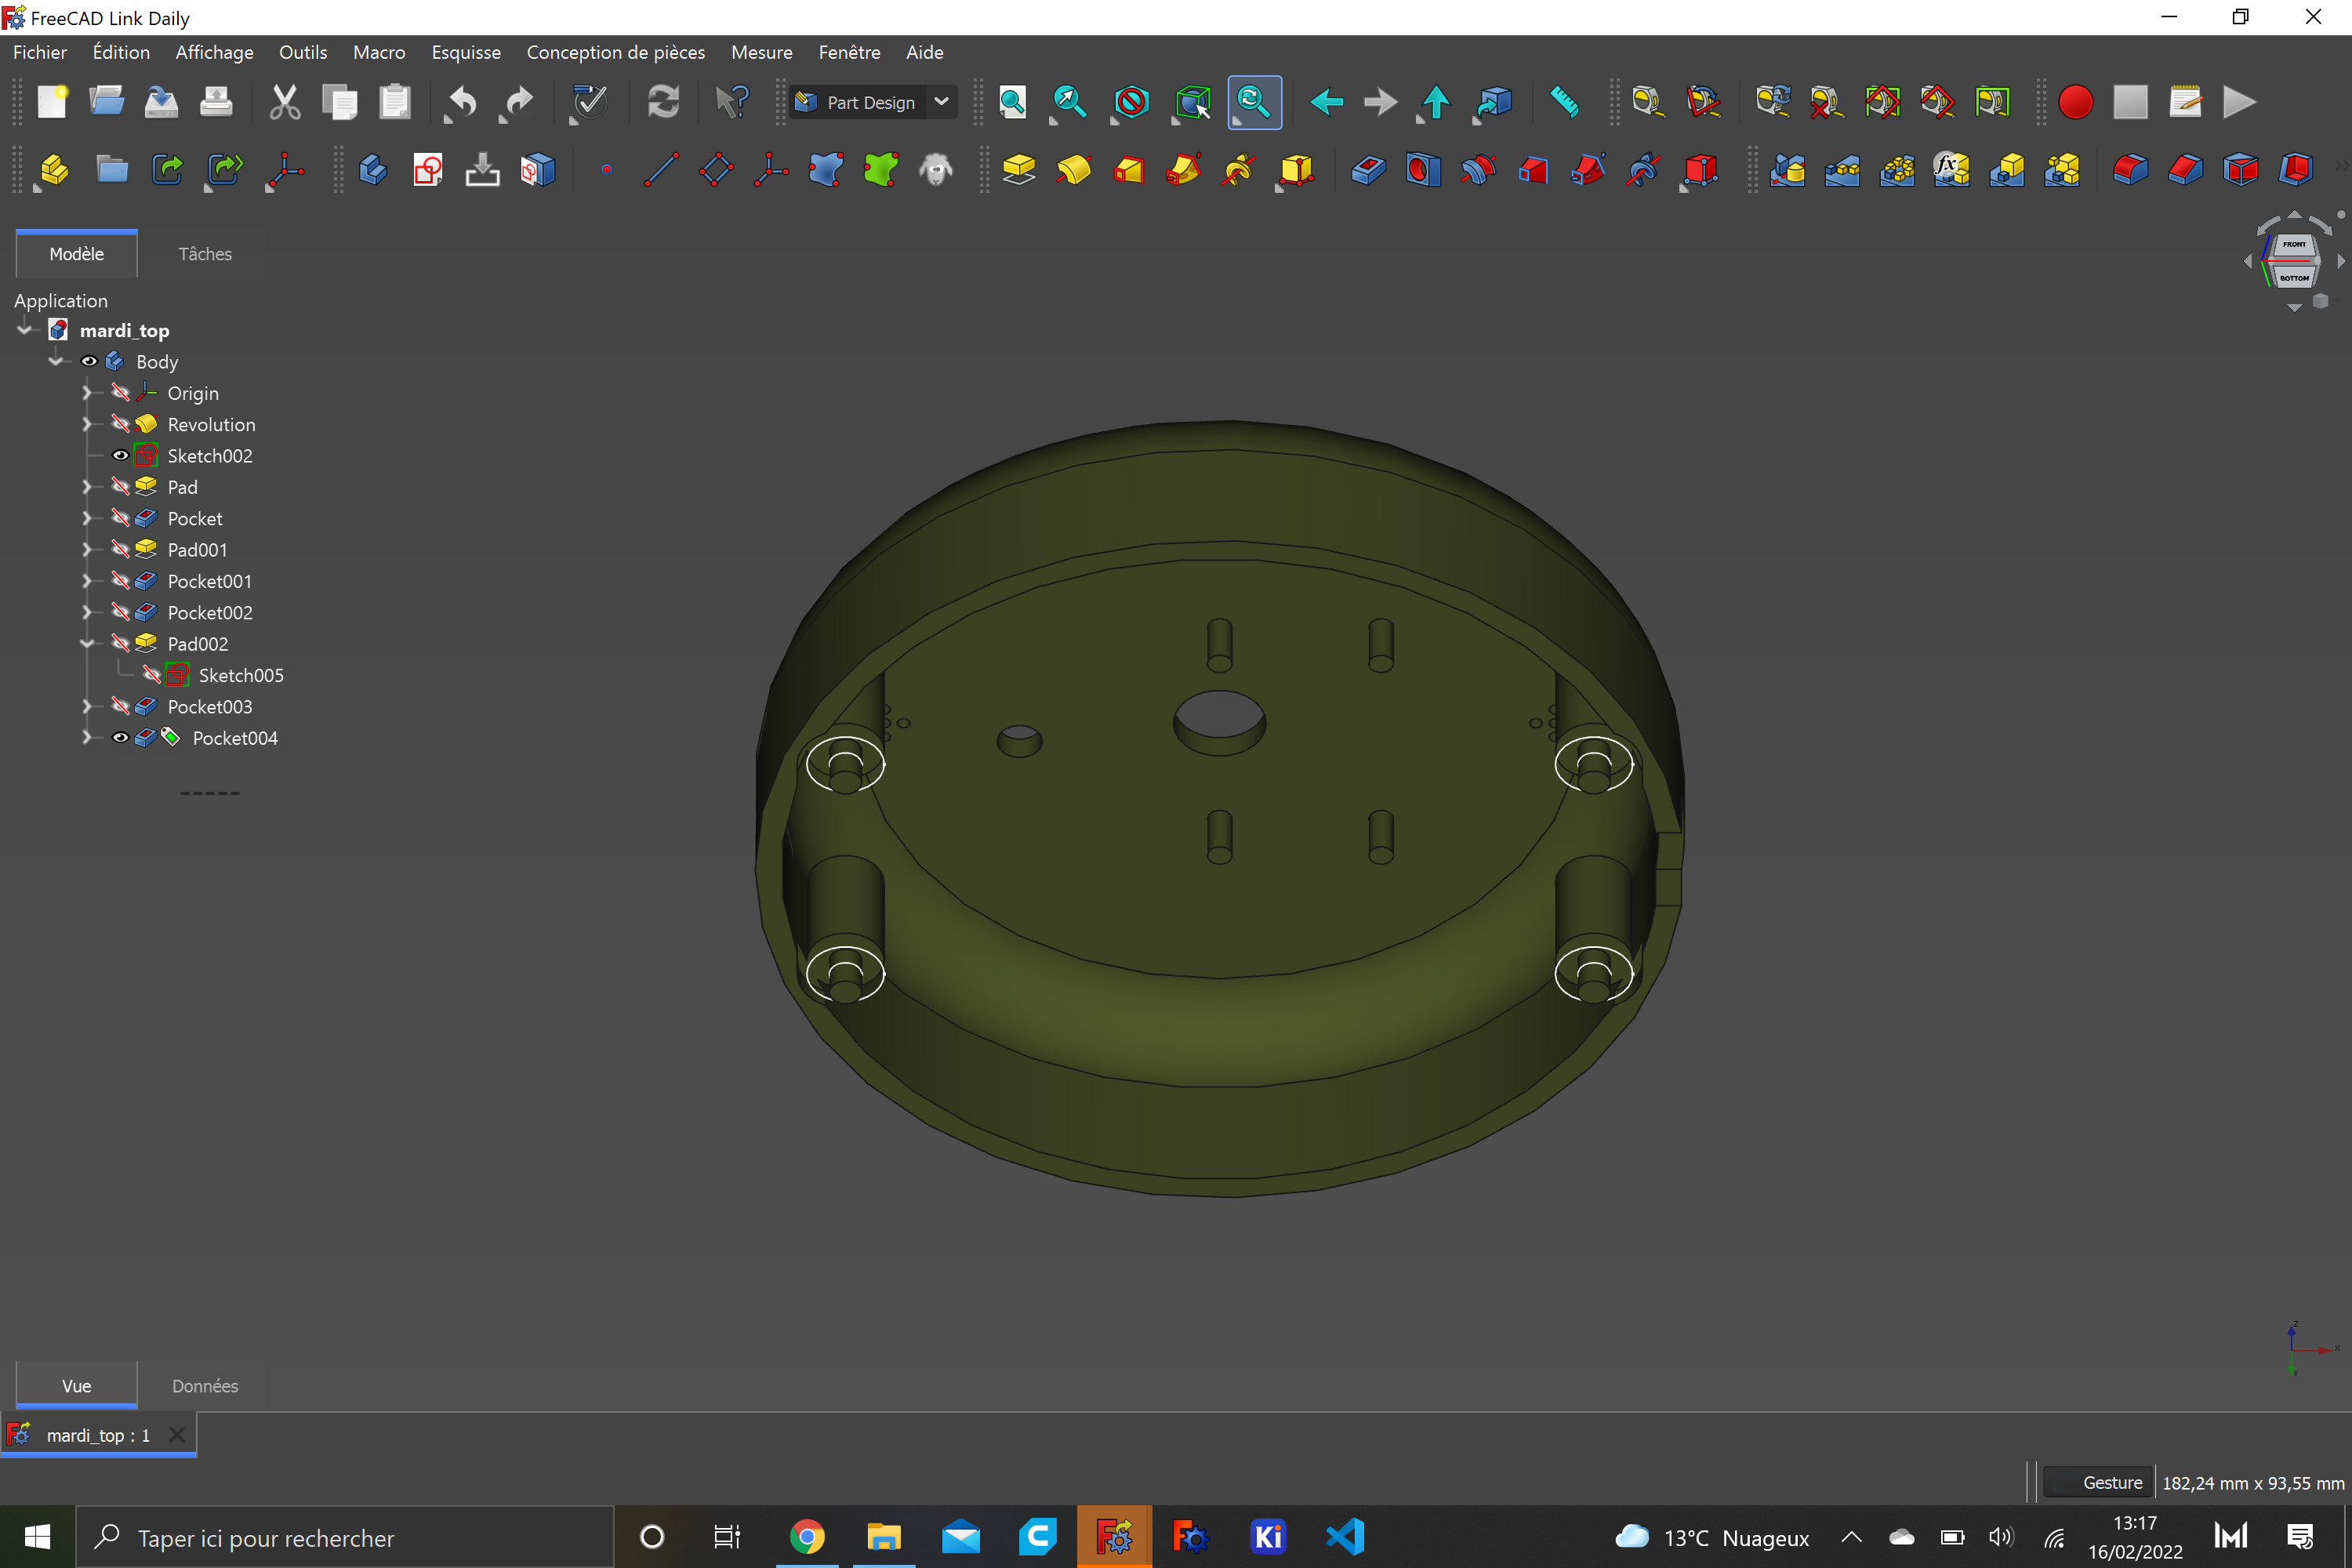 FreeCAD Link Daily
Fichier Édition Affichage Outils Macro Esquisse Conception de pièces Mesure Fenêtre Aide
Part Design
fx
Modèle Tâches
FRONT
BOTTOM
Application
mardi_top
Body
Origin
Revolution
Sketch002
Pad
Pocket
Pad001
Pocket001
Pocket002
Pad002
Sketch005
Pocket003
Pocket004
Z
X
Y
Vue Données
mardi_top : 1
Gesture 182,24 mm x 93,55 mm
Taper ici pour rechercher
Ki
13°C Nuageux
13:17
16/02/2022